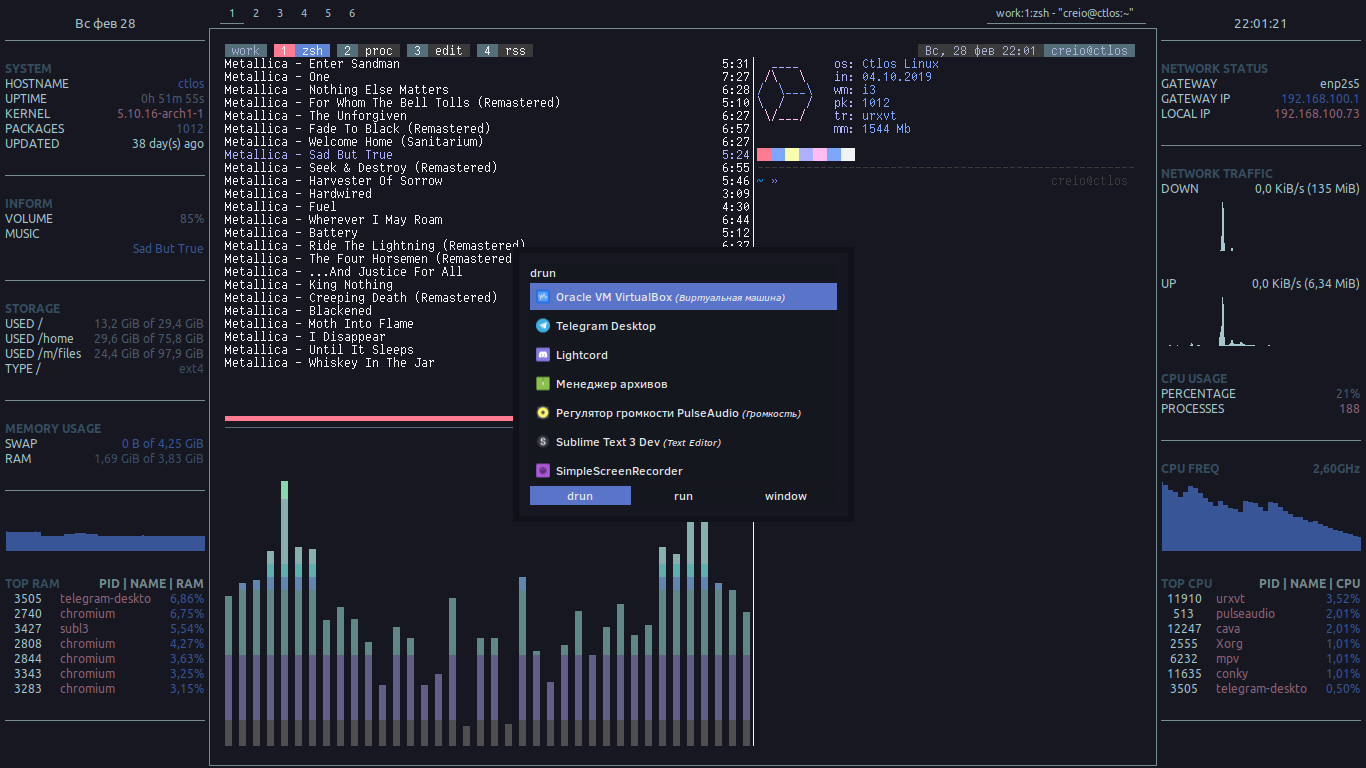 Вс фев 28
SYSTEM
HOSTNAME ctlos
UPTIME 0h 51m 55s
KERNEL 5.10.16-arch1-1
PACKAGES 1012
UPDATED 38 day(s) ago
INFORM
VOLUME 85%
MUSIC
Sad But True
STORAGE
USED / 13,2 GiB of 29,4 GiB
USED /home 29,6 GiB of 75,8 GiB
USED /m/files 24,4 GiB of 97,9 GiB
TYPE / ext4
MEMORY USAGE
SWAP 0 B of 4,25 GiB
RAM 1,69 GiB of 3,83 GiB
TOP RAM PID | NAME | RAM
3505 telegram-deskto 6,86%
2740 chromium 6,75%
3427 subl3 5,54%
2808 chromium 4,27%
2844 chromium 3,63%
3343 chromium 3,25%
3283 chromium 3,15%
1 2 3 4 5 6
work:1:zsh - "creio@ctlos:~"
work 1 zsh 2 proc 3 edit 4 rss
Вс, 28 фев 22:01 creio@ctlos
Metallica - Enter Sandman 5:31
Metallica - One 7:27
Metallica - Nothing Else Matters 6:28
Metallica - For Whom The Bell Tolls (Remastered) 5:10
Metallica - The Unforgiven 6:27
Metallica - Fade To Black (Remastered) 6:57
Metallica - Welcome Home (Sanitarium) 6:27
Metallica - Sad But True 5:24
Metallica - Seek & Destroy (Remastered) 6:55
Metallica - Harvester Of Sorrow 5:46
Metallica - Hardwired 3:09
Metallica - Fuel 4:30
Metallica - Wherever I May Roam 6:44
Metallica - Battery 5:12
Metallica - Ride The Lightning (Remastered) 6:37
Metallica - The Four Horsemen (Remastered
Metallica - ...And Justice For All
Metallica - King Nothing
Metallica - Creeping Death (Remastered)
Metallica - Blackened
Metallica - Moth Into Flame
Metallica - I Disappear
Metallica - Until It Sleeps
Metallica - Whiskey In The Jar
os: Ctlos Linux
in: 04.10.2019
wm: i3
pk: 1012
tr: urxvt
mm: 1544 Mb
~ » creio@ctlos
drun
Oracle VM VirtualBox (Виртуальная машина)
Telegram Desktop
Lightcord
Менеджер архивов
Регулятор громкости PulseAudio (Громкость)
Sublime Text 3 Dev (Text Editor)
SimpleScreenRecorder
drun run window
22:01:21
NETWORK STATUS
GATEWAY enp2s5
GATEWAY IP 192.168.100.1
LOCAL IP 192.168.100.73
NETWORK TRAFFIC
DOWN 0,0 KiB/s (135 MiB)
UP 0,0 KiB/s (6,34 MiB)
CPU USAGE
PERCENTAGE 21%
PROCESSES 188
CPU FREQ 2,60GHz
TOP CPU PID | NAME | CPU
11910 urxvt 3,52%
513 pulseaudio 2,01%
12247 cava 2,01%
2555 Xorg 1,01%
6232 mpv 1,01%
11635 conky 1,01%
3505 telegram-deskto 0,50%